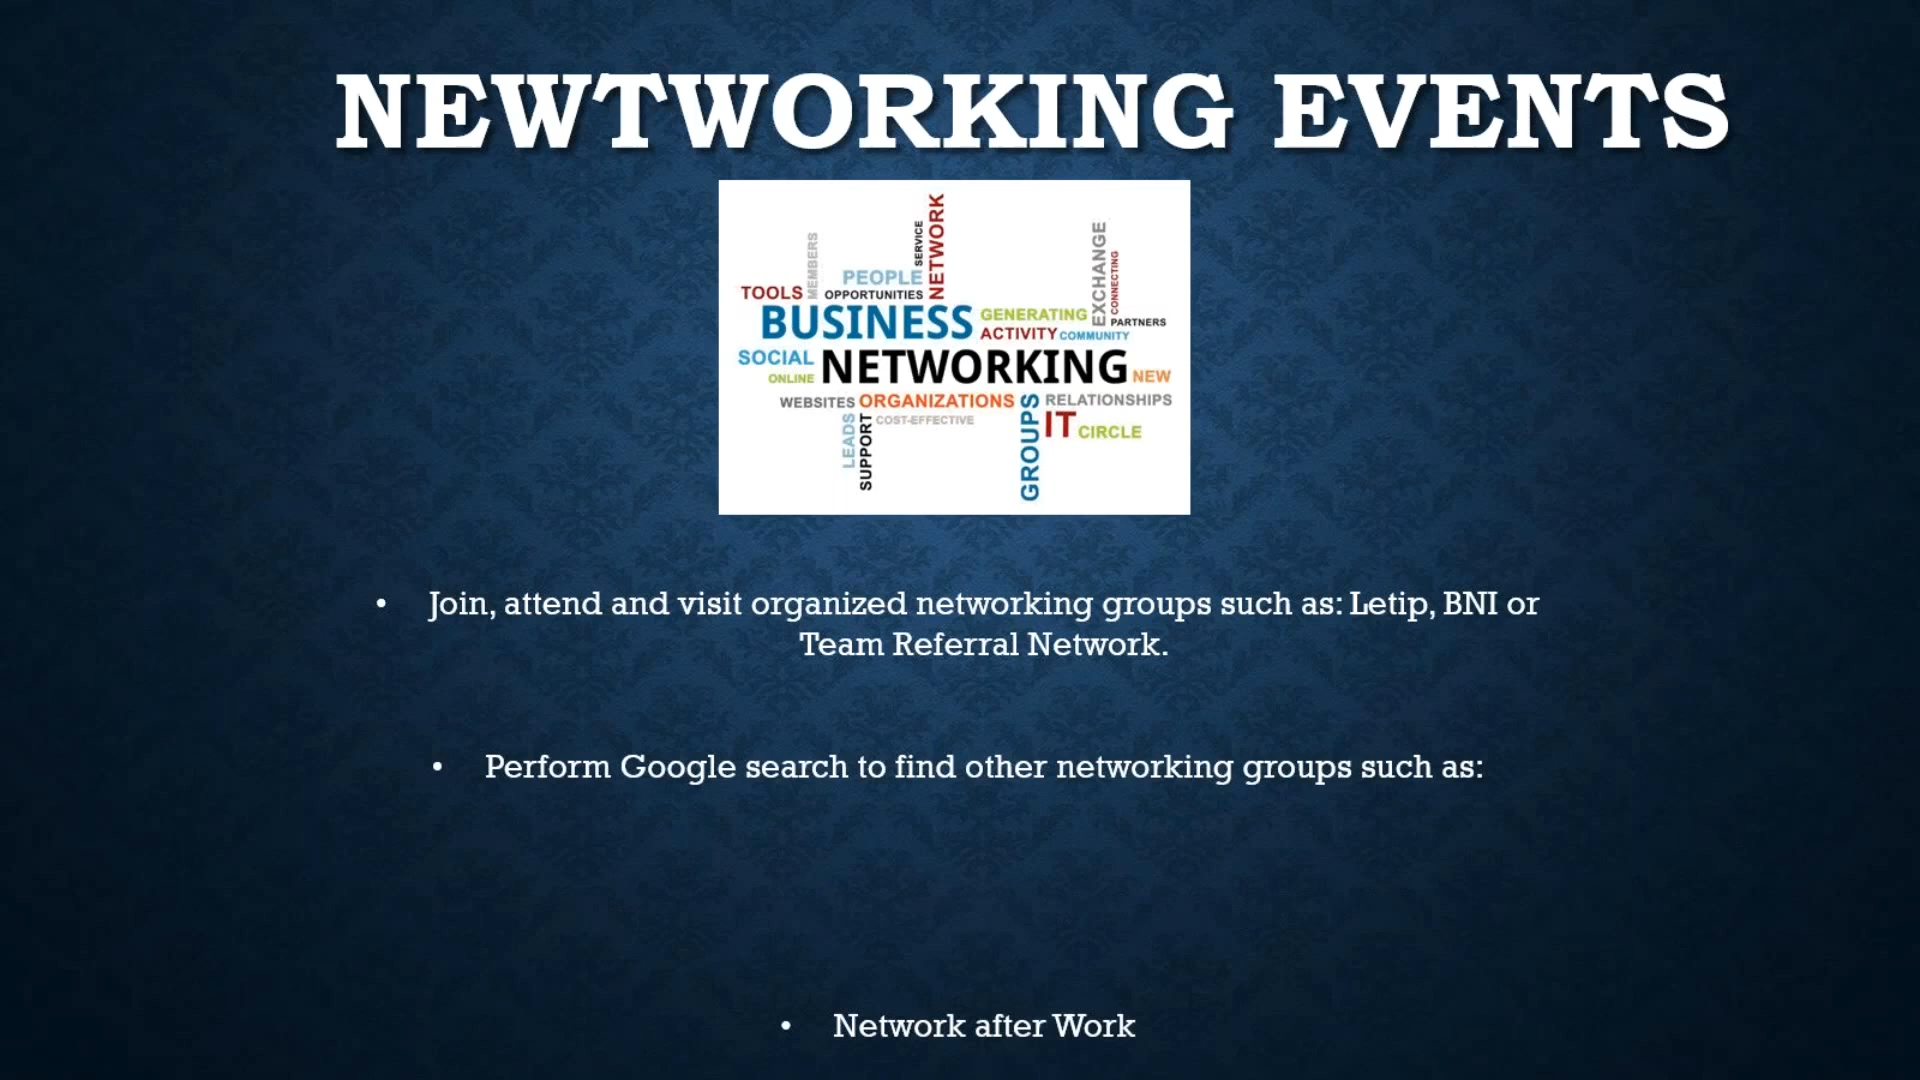 NEWTWORKING EVENTS
MEMBERS
SERVICE
NETWORK
EXCHANGE
CONNECTING
PEOPLE
TOOLS
OPPORTUNITIES
BUSINESS
GENERATING
PARTNERS
ACTIVITY
COMMUNITY
SOCIAL
NETWORKING
ONLINE
NEW
WEBSITES
ORGANIZATIONS
RELATIONSHIPS
LEADS
SUPPORT
COST-EFFECTIVE
GROUPS
IT
CIRCLE
• Join, attend and visit organized networking groups such as: Letip, BNI or
Team Referral Network.
• Perform Google search to find other networking groups such as:
• Network after Work